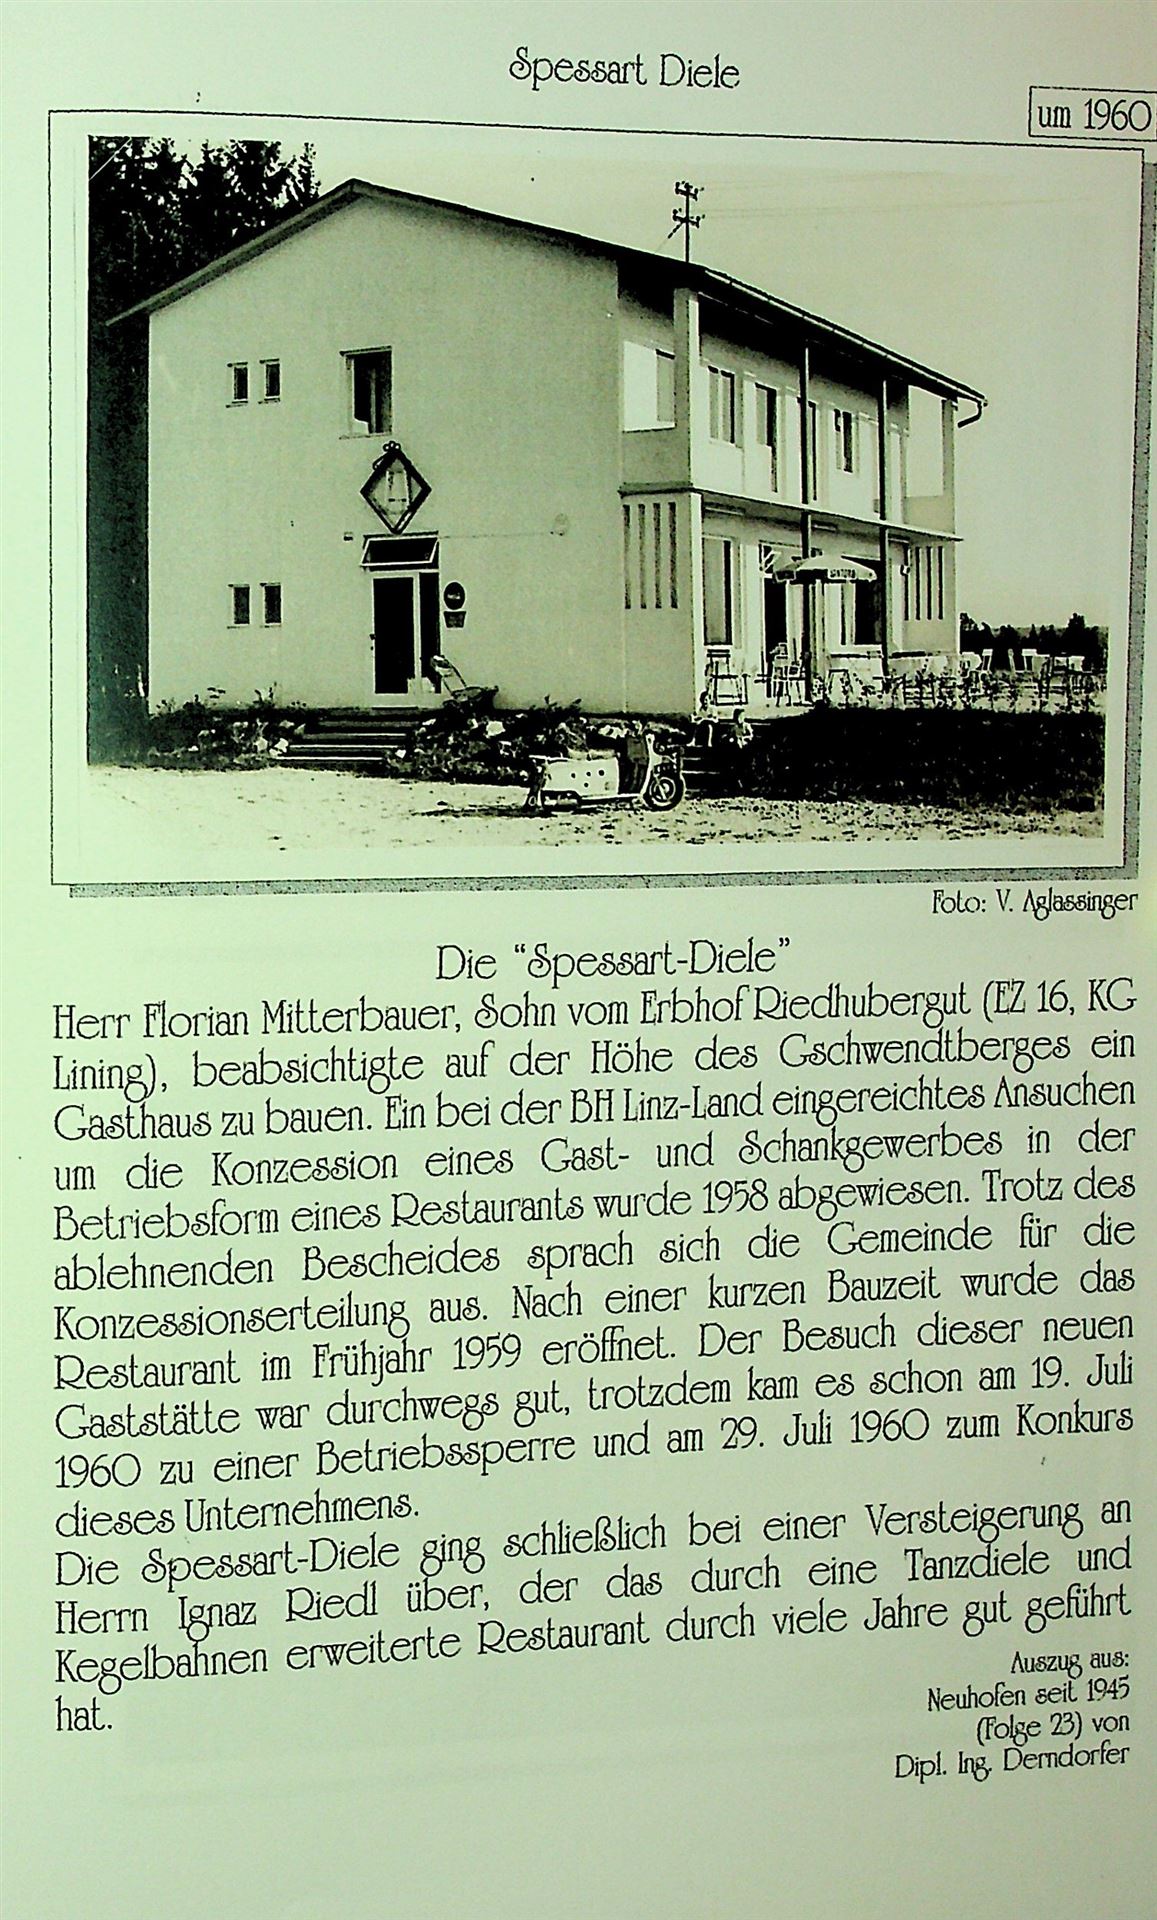 Spessart Diele
um 1960
Foto: V. Aglassinger
Die “Spessart-Diele”
Herr Florian Mitterbauer, Sohn vom Erbhof Riedhubergut (EZ 16, KG
Lining), beabsichtigte auf der Höhe des Gschwendtberges ein
Gasthaus zu bauen. Ein bei der BH Linz-Land eingereichtes Ansuchen
um die Konzession eines Gast- und Schankgewerbes in der
Betriebsform eines Restaurants wurde 1958 abgewiesen. Trotz des
ablehnenden Bescheides sprach sich die Gemeinde für die
Konzessionserteilung aus. Nach einer kurzen Bauzeit wurde das
Restaurant im Frühjahr 1959 eröffnet. Der Besuch dieser neuen
Gaststätte war durchwegs gut, trotzdem kam es schon am 19. Juli
1960 zu einer Betriebssperre und am 29. Juli 1960 zum Konkurs
dieses Unternehmens.
Die Spessart-Diele ging schließlich bei einer Versteigerung an
Herrn Ignaz Riedl über, der das durch eine Tanzdiele und
Kegelbahnen erweiterte Restaurant durch viele Jahre gut geführt
hat.
Auszug aus:
Neuhofen seit 1945
(Folge 23) von
Dipl. Ing. Derndorfer